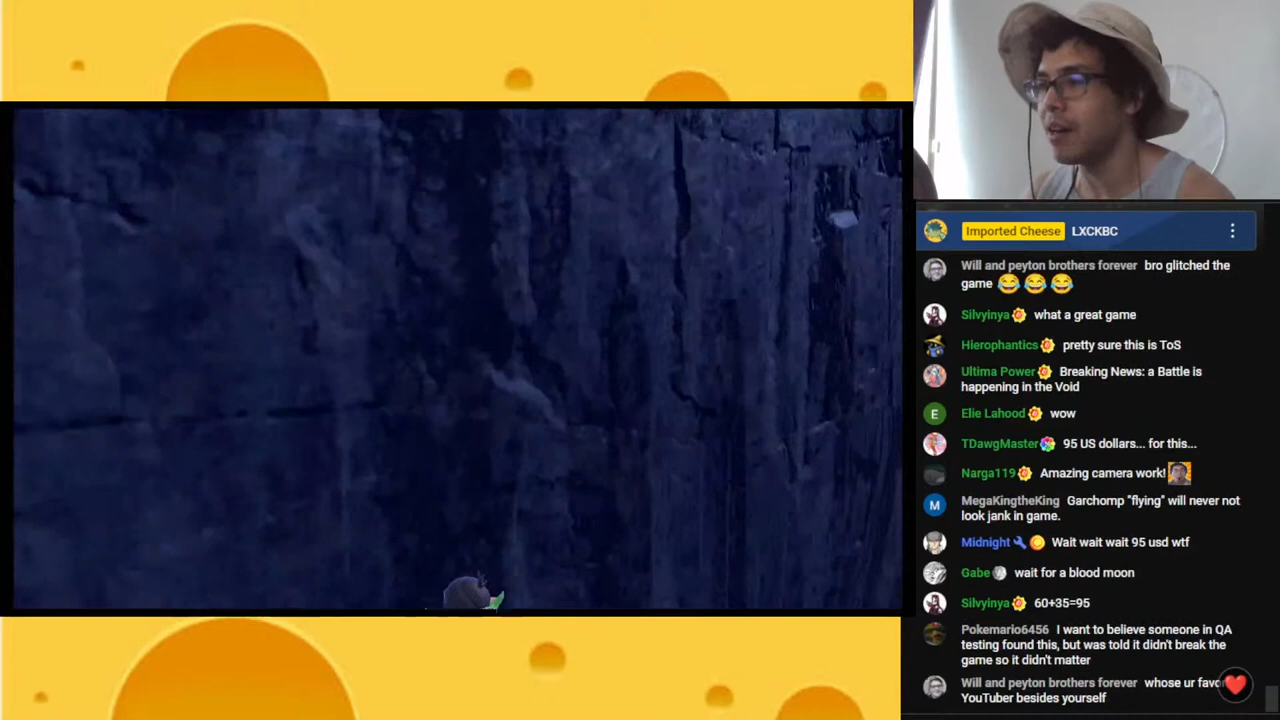 Imported Cheese LXCKBC
Will and peyton brothers forever bro glitched the
game 😂😂😂
Silvyinya what a great game
Hierophantics pretty sure this is ToS
Ultima Power Breaking News: a Battle is
happening in the Void
E Elie Lahood wow
TDawgMaster 95 US dollars... for this...
Narga119 Amazing camera work!
M MegaKingtheKing Garchomp "flying" will never not
look jank in game.
Midnight Wait wait wait 95 usd wtf
Gabe wait for a blood moon
Silvyinya 60+35=95
Pokemario6456 I want to believe someone in QA
testing found this, but was told it didn't break the
game so it didn't matter
Will and peyton brothers forever whose ur favor
YouTuber besides yourself